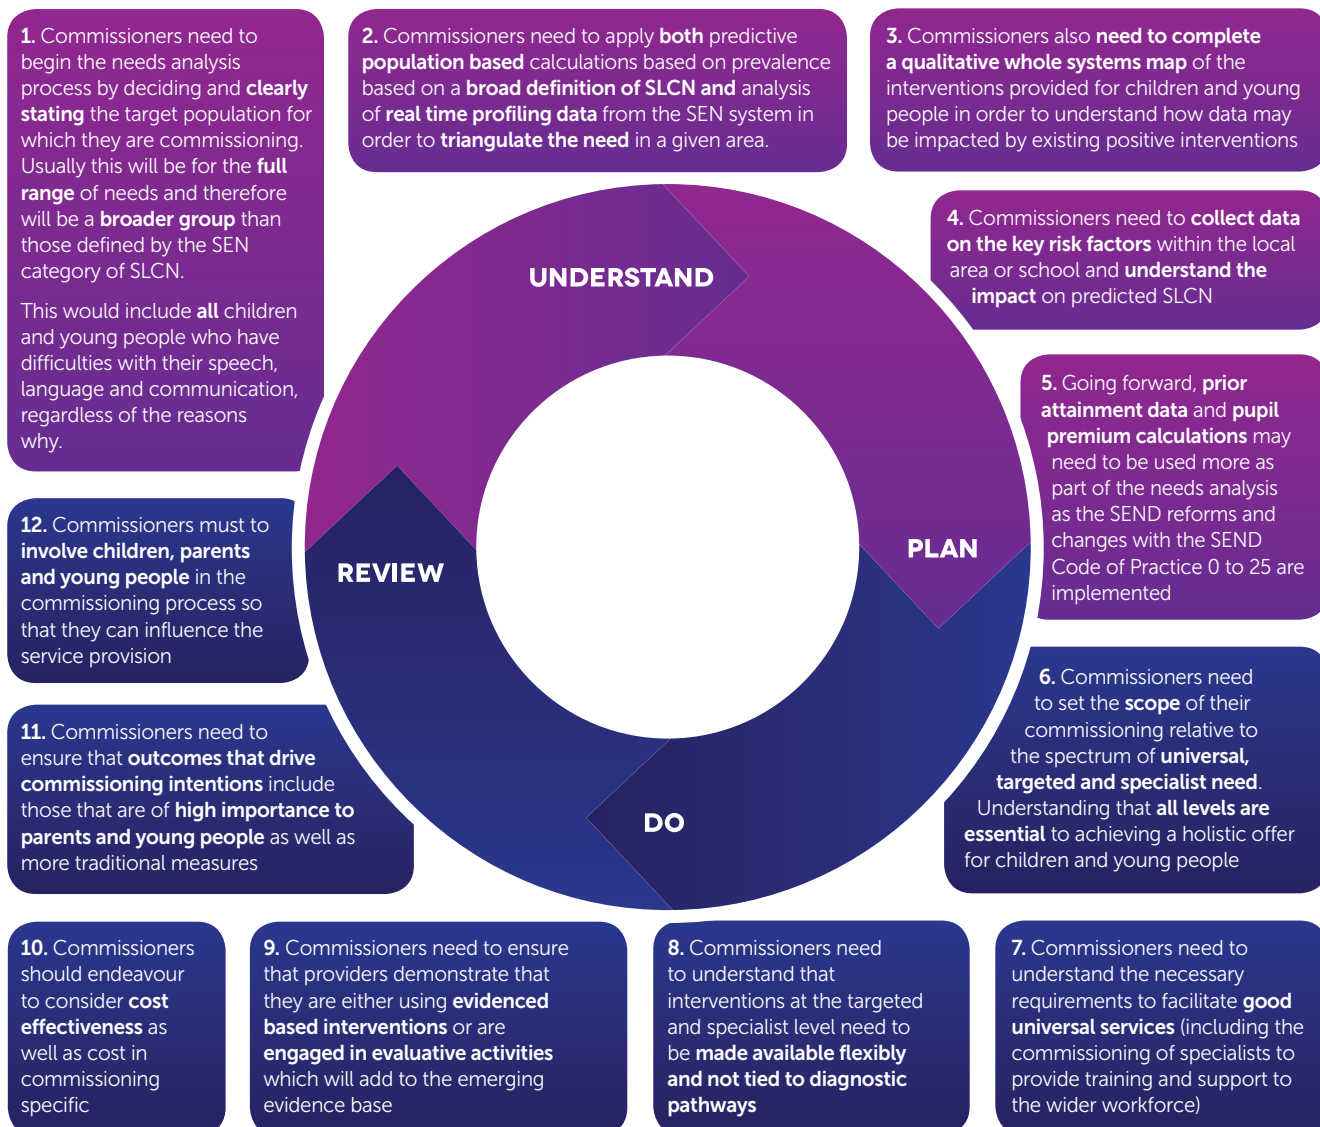 1. Commissioners need to
begin the needs analysis
process by deciding and clearly
stating the target population for
which they are commissioning.
Usually this will be for the full
range of needs and therefore
will be a broader group than
those defined by the SEN
category of SLCN.
This would include all children
and young people who have
difficulties with their speech,
language and communication,
regardless of the reasons
why.
2. Commissioners need to apply both predictive
population based calculations based on prevalence
based on a broad definition of SLCN and analysis
of real time profiling data from the SEN system in
order to triangulate the need in a given area.
3. Commissioners also need to complete
a qualitative whole systems map of the
interventions provided for children and young
people in order to understand how data may
be impacted by existing positive interventions
4. Commissioners need to collect data
on the key risk factors within the local
area or school and understand the
impact on predicted SLCN
5. Going forward, prior
attainment data and pupil
premium calculations may
need to be used more as
part of the needs analysis
as the SEND reforms and
changes with the SEND
Code of Practice 0 to 25 are
implemented
6. Commissioners need
to set the scope of their
commissioning relative to
the spectrum of universal,
targeted and specialist need.
Understanding that all levels are
essential to achieving a holistic offer
for children and young people
7. Commissioners need to
understand the necessary
requirements to facilitate good
universal services (including the
commissioning of specialists to
provide training and support to
the wider workforce)
8. Commissioners need
to understand that
interventions at the targeted
and specialist level need to
be made available flexibly
and not tied to diagnostic
pathways
9. Commissioners need to ensure
that providers demonstrate that
they are either using evidenced
based interventions or are
engaged in evaluative activities
which will add to the emerging
evidence base
10. Commissioners
should endeavour
to consider cost
effectiveness as
well as cost in
commissioning
specific
11. Commissioners need to
ensure that outcomes that drive
commissioning intentions include
those that are of high importance to
parents and young people as well as
more traditional measures
12. Commissioners must to
involve children, parents
and young people in the
commissioning process so
that they can influence the
service provision
UNDERSTAND
PLAN
DO
REVIEW